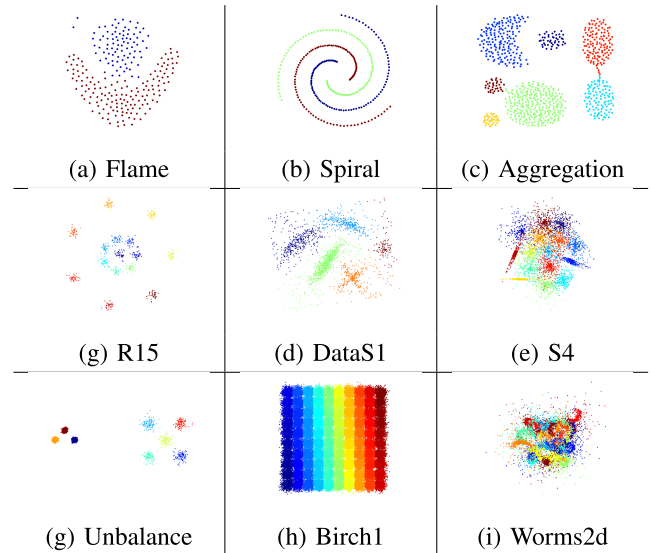 (a) Flame
(b) Spiral
(c) Aggregation
(g) R15
(d) DataS1
(e) S4
(g) Unbalance
(h) Birch1
(i) Worms2d